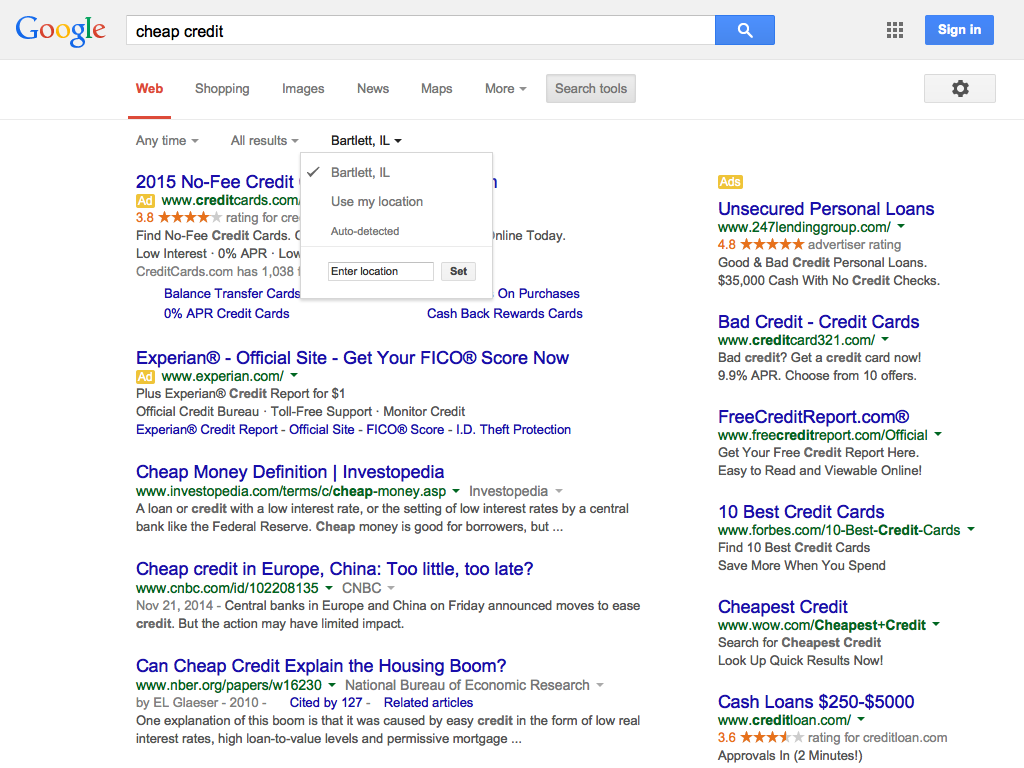 Google
cheap credit
Sign in
Web Shopping Images News Maps More Search tools
Any time All results Bartlett, IL
Bartlett, IL
Use my location
Auto-detected
Enter location Set
2015 No-Fee Credit
Ad www.creditcards.com/
3.8 rating for cre
Find No-Fee Credit Cards. nline Today.
Low Interest · 0% APR · Low
CreditCards.com has 1,038 f
Balance Transfer Cards On Purchases
0% APR Credit Cards Cash Back Rewards Cards
Experian® - Official Site - Get Your FICO® Score Now
Ad www.experian.com/
Plus Experian® Credit Report for $1
Official Credit Bureau · Toll-Free Support · Monitor Credit
Experian® Credit Report - Official Site - FICO® Score - I.D. Theft Protection
Cheap Money Definition | Investopedia
www.investopedia.com/terms/c/cheap-money.asp Investopedia
A loan or credit with a low interest rate, or the setting of low interest rates by a central
bank like the Federal Reserve. Cheap money is good for borrowers, but ...
Cheap credit in Europe, China: Too little, too late?
www.cnbc.com/id/102208135 CNBC
Nov 21, 2014 - Central banks in Europe and China on Friday announced moves to ease
credit. But the action may have limited impact.
Can Cheap Credit Explain the Housing Boom?
www.nber.org/papers/w16230 National Bureau of Economic Research
by EL Glaeser - 2010 - Cited by 127 - Related articles
One explanation of this boom is that it was caused by easy credit in the form of low real
interest rates, high loan-to-value levels and permissive mortgage ...
Ads
Unsecured Personal Loans
www.247lendinggroup.com/
4.8 advertiser rating
Good & Bad Credit Personal Loans.
$35,000 Cash With No Credit Checks.
Bad Credit - Credit Cards
www.creditcard321.com/
Bad credit? Get a credit card now!
9.9% APR. Choose from 10 offers.
FreeCreditReport.com®
www.freecreditreport.com/Official
Get Your Free Credit Report Here.
Easy to Read and Viewable Online!
10 Best Credit Cards
www.forbes.com/10-Best-Credit-Cards
Find 10 Best Credit Cards
Save More When You Spend
Cheapest Credit
www.wow.com/Cheapest+Credit
Search for Cheapest Credit
Look Up Quick Results Now!
Cash Loans $250-$5000
www.creditloan.com/
3.6 rating for creditloan.com
Approvals In (2 Minutes!)